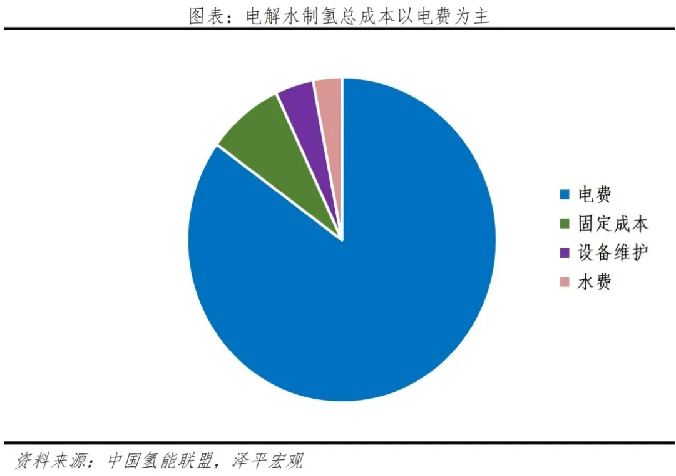 图表：电解水制氢总成本以电费为主
电费
固定成本
设备维护
水费
资料来源：中国氢能联盟，泽平宏观